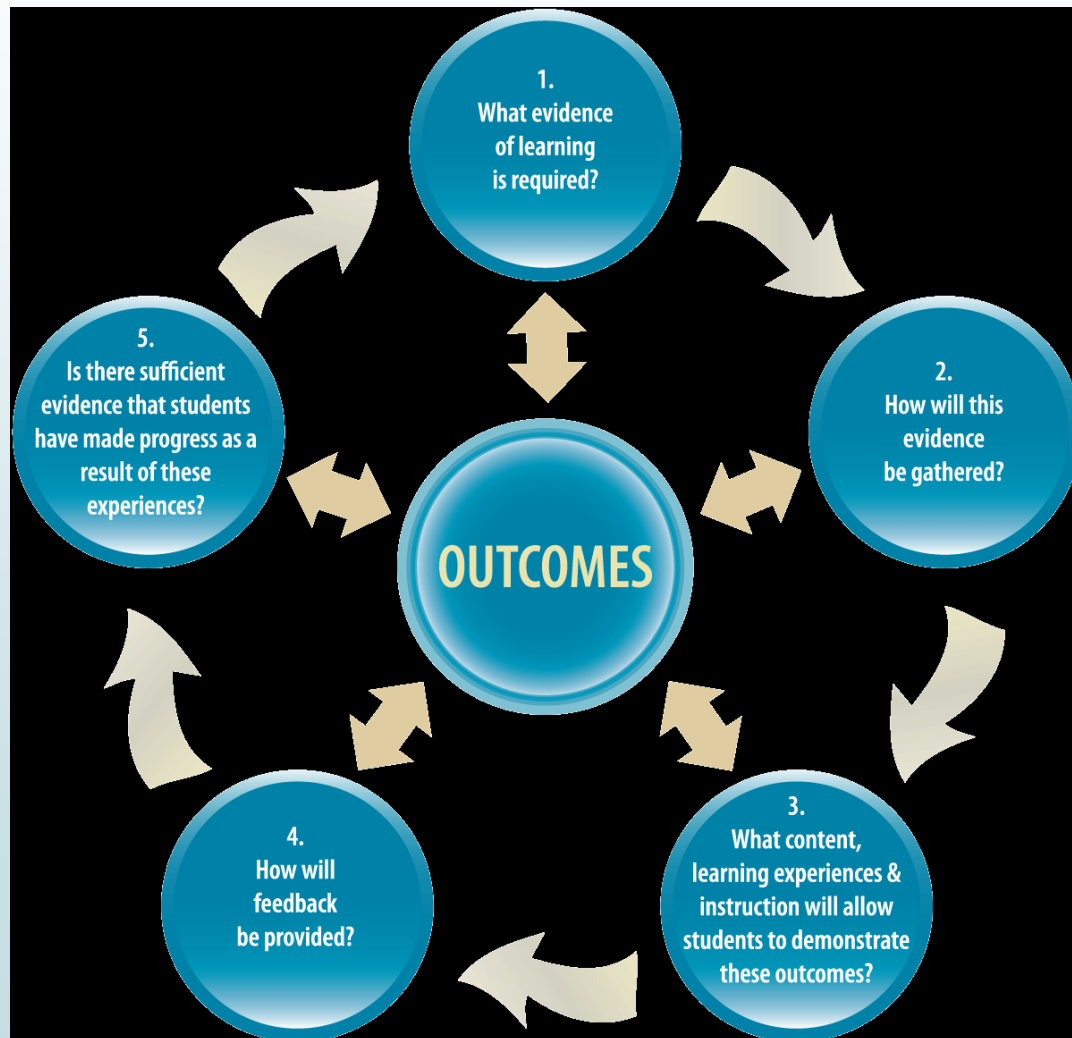 1.
What evidence
of learning
is required?
2.
How will this
evidence
be gathered?
3.
What content,
learning experiences &
instruction will allow
students to demonstrate
these outcomes?
4.
How will
feedback
be provided?
5.
Is there sufficient
evidence that students
have made progress as a
result of these
experiences?
OUTCOMES